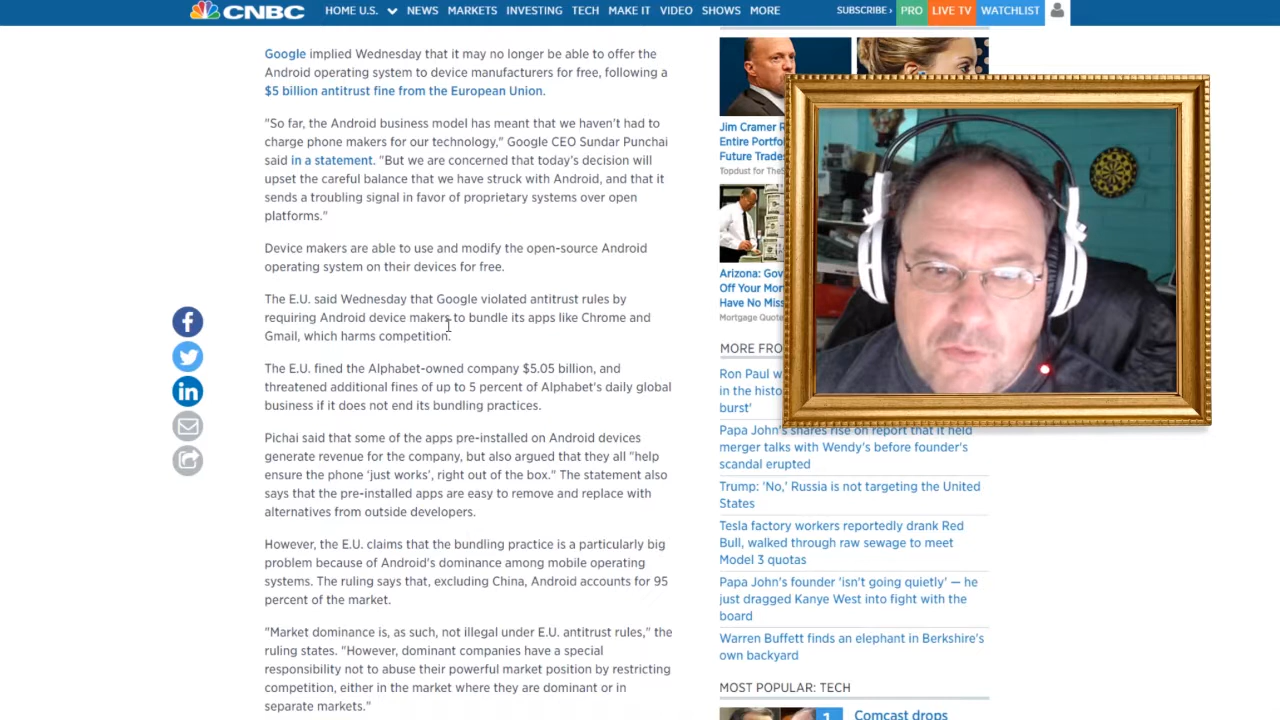 CNBC
HOME U.S.
NEWS
MARKETS
INVESTING
TECH
MAKE IT
VIDEO
SHOWS
MORE
SUBSCRIBE ›
PRO
LIVE TV
WATCHLIST
Google implied Wednesday that it may no longer be able to offer the
Android operating system to device manufacturers for free, following a
$5 billion antitrust fine from the European Union.
"So far, the Android business model has meant that we haven't had to
charge phone makers for our technology," Google CEO Sundar Punchai
said in a statement. "But we are concerned that today's decision will
upset the careful balance that we have struck with Android, and that it
sends a troubling signal in favor of proprietary systems over open
platforms."
Device makers are able to use and modify the open-source Android
operating system on their devices for free.
The E.U. said Wednesday that Google violated antitrust rules by
requiring Android device makers to bundle its apps like Chrome and
Gmail, which harms competition.
The E.U. fined the Alphabet-owned company $5.05 billion, and
threatened additional fines of up to 5 percent of Alphabet's daily global
business if it does not end its bundling practices.
Pichai said that some of the apps pre-installed on Android devices
generate revenue for the company, but also argued that they all "help
ensure the phone 'just works', right out of the box." The statement also
says that the pre-installed apps are easy to remove and replace with
alternatives from outside developers.
However, the E.U. claims that the bundling practice is a particularly big
problem because of Android's dominance among mobile operating
systems. The ruling says that, excluding China, Android accounts for 95
percent of the market.
"Market dominance is, as such, not illegal under E.U. antitrust rules," the
ruling states. "However, dominant companies have a special
responsibility not to abuse their powerful market position by restricting
competition, either in the market where they are dominant or in
separate markets."
Jim Cramer R
Entire Portfo
Future Trade
Topdust for The
Arizona: Gov
Off Your Mor
Have No Miss
Mortgage Quote
MORE FRO
Ron Paul w
in the histo
burst'
Papa John's shares rise on report that it held
merger talks with Wendy's before founder's
scandal erupted
Trump: 'No,' Russia is not targeting the United
States
Tesla factory workers reportedly drank Red
Bull, walked through raw sewage to meet
Model 3 quotas
Papa John's founder 'isn't going quietly' — he
just dragged Kanye West into fight with the
board
Warren Buffett finds an elephant in Berkshire's
own backyard
MOST POPULAR: TECH
1
Comcast drops